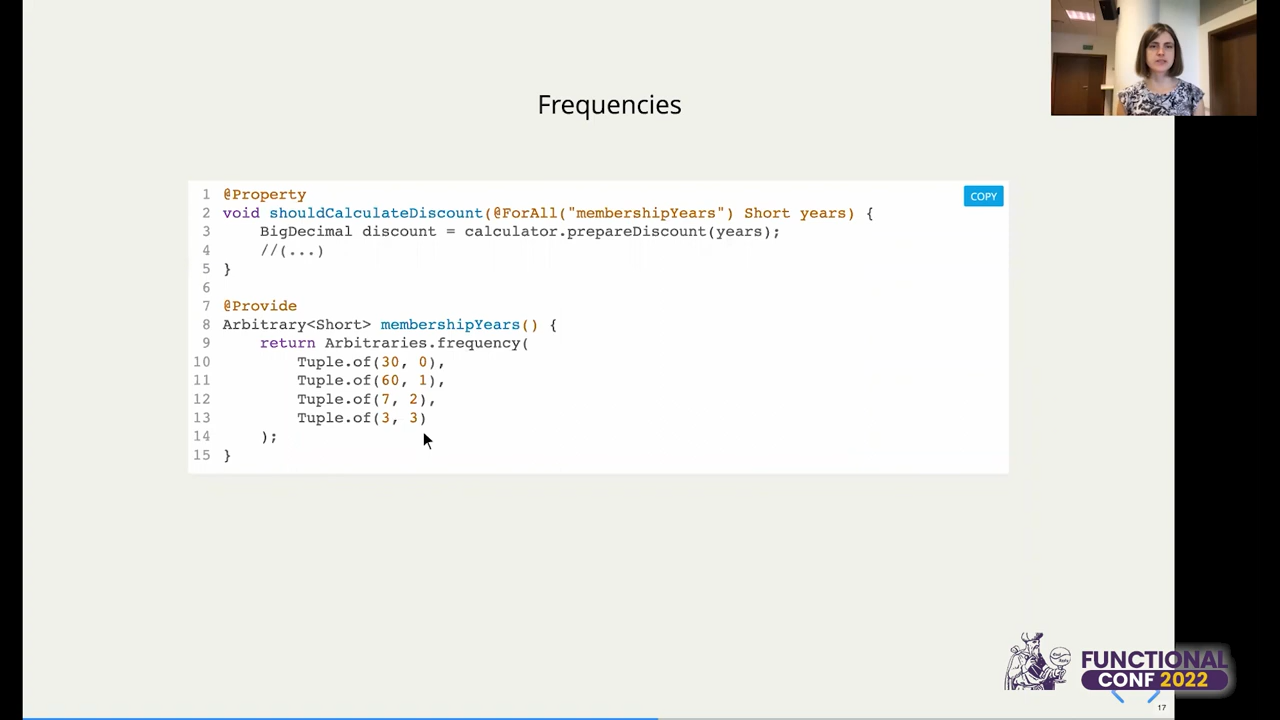 Frequencies
COPY
1 @Property
2 void shouldCalculateDiscount(@ForAll("membershipYears") Short years) {
3     BigDecimal discount = calculator.prepareDiscount(years);
4     //(...)
5 }
6
7 @Provide
8 Arbitrary<Short> membershipYears() {
9     return Arbitraries.frequency(
10         Tuple.of(30, 0),
11         Tuple.of(60, 1),
12         Tuple.of(7, 2),
13         Tuple.of(3, 3)
14     );
15 }
FUNCTIONAL
CONF 2022
17